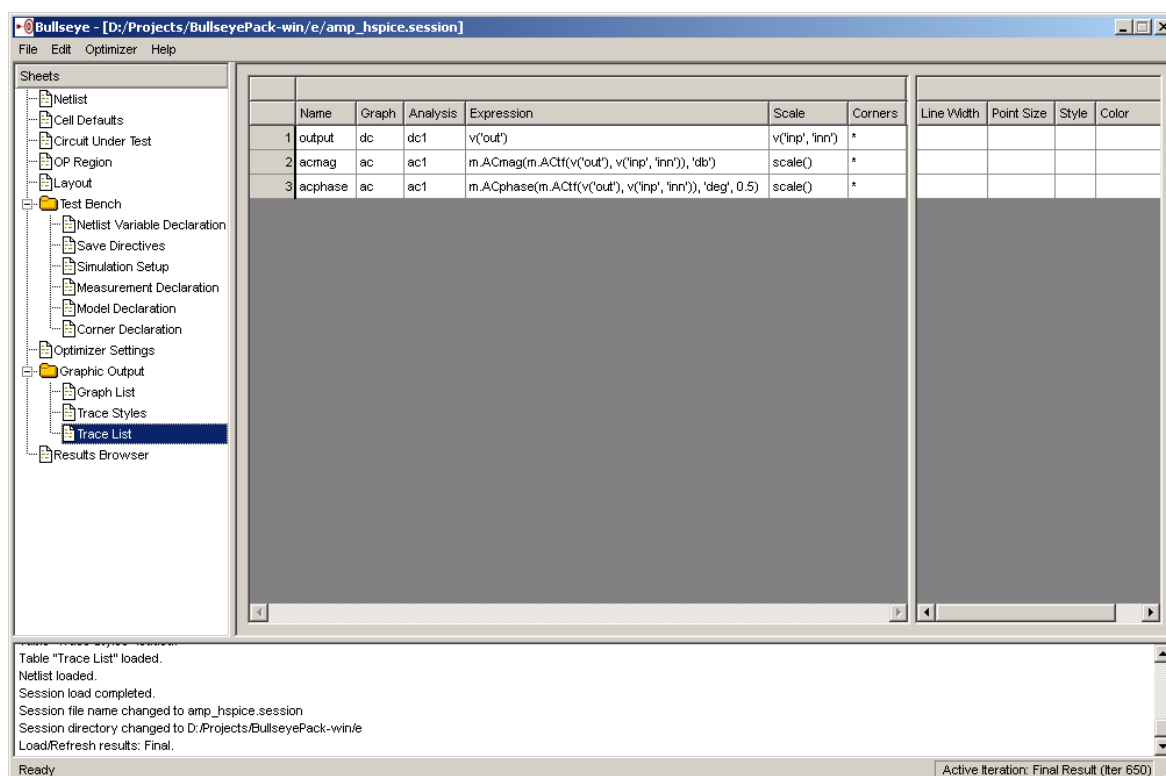 Bullseye - [D:/Projects/BullseyePack-win/e/amp_hspice.session]
File Edit Optimizer Help
Sheets
Netlist
Cell Defaults
Circuit Under Test
OP Region
Layout
Test Bench
Netlist Variable Declaration
Save Directives
Simulation Setup
Measurement Declaration
Model Declaration
Corner Declaration
Optimizer Settings
Graphic Output
Graph List
Trace Styles
Trace List
Results Browser
Name Graph Analysis Expression Scale Corners Line Width Point Size Style Color
1 output dc dc1 v('out') v('inp', 'inn') *
2 acmag ac ac1 m.ACmag(m.ACtf(v('out'), v('inp', 'inn')), 'db') scale() *
3 acphase ac ac1 m.ACphase(m.ACtf(v('out'), v('inp', 'inn')), 'deg', 0.5) scale() *
Table "Trace List" loaded.
Netlist loaded.
Session load completed.
Session file name changed to amp_hspice.session
Session directory changed to D:/Projects/BullseyePack-win/e
Load/Refresh results: Final.
Ready Active Iteration: Final Result (Iter 650)